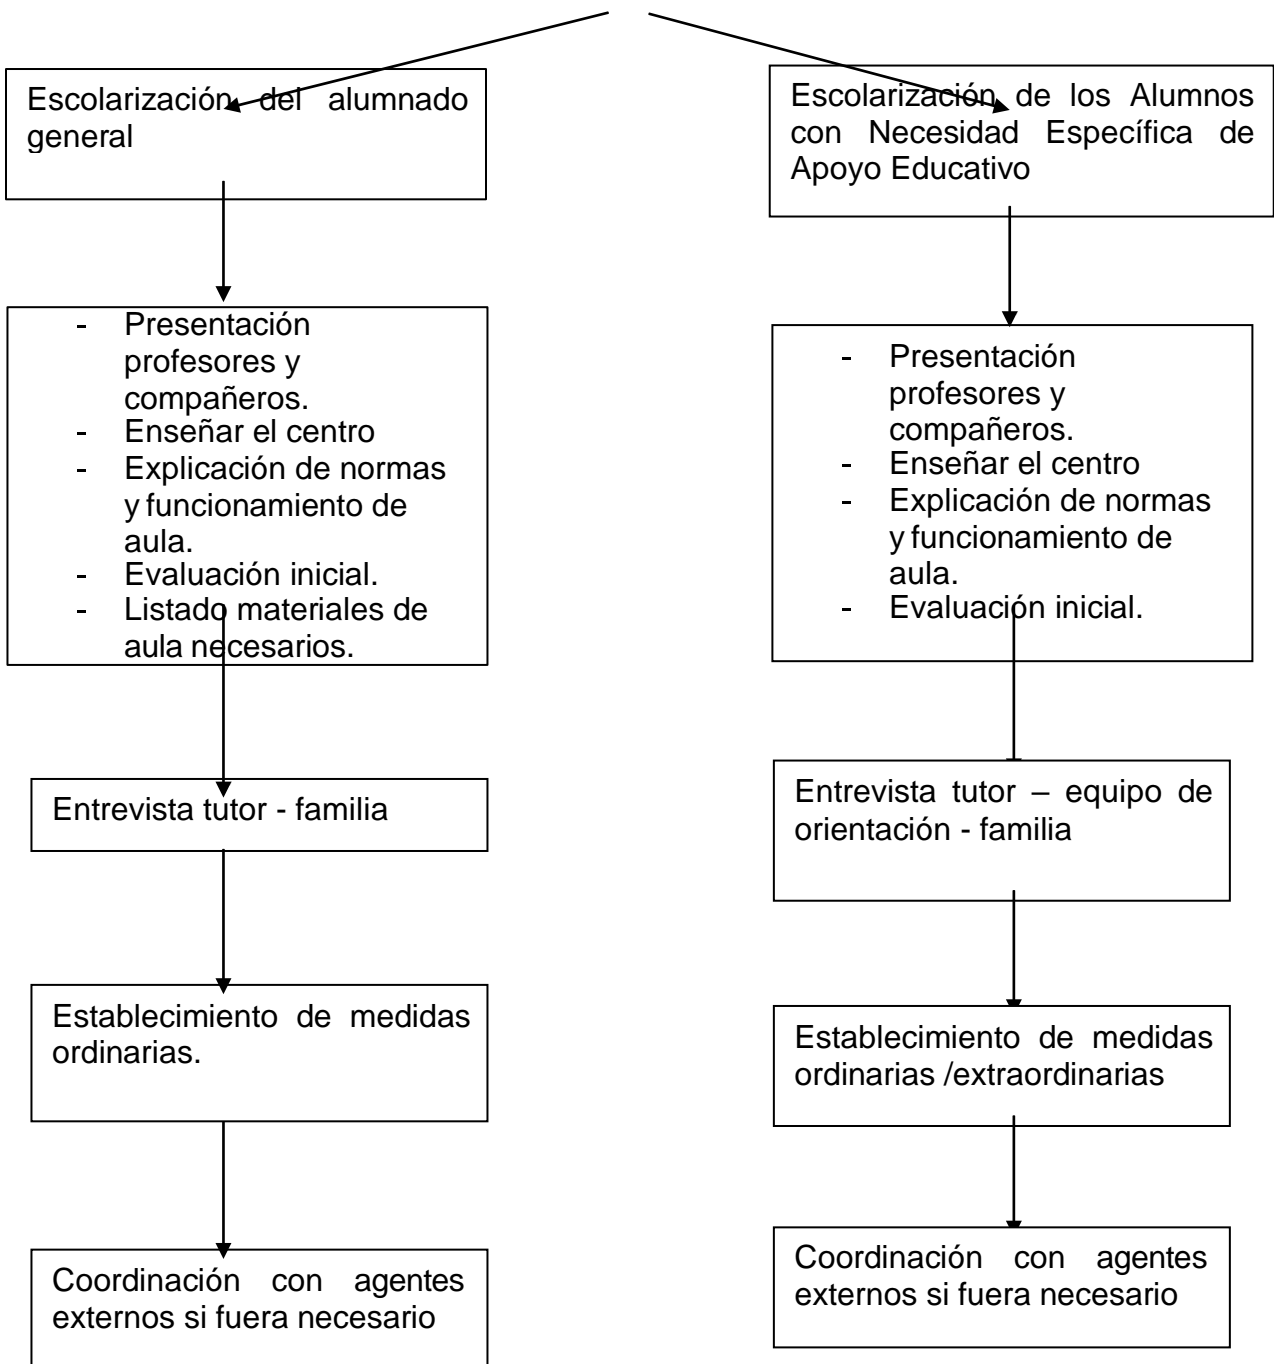 Escolarización del alumnado
general
- Presentación
profesores y
compañeros.
- Enseñar el centro
- Explicación de normas
y funcionamiento de
aula.
- Evaluación inicial.
- Listado materiales de
aula necesarios.
Entrevista tutor - familia
Establecimiento de medidas
ordinarias.
Coordinación con agentes
externos si fuera necesario
Escolarización de los Alumnos
con Necesidad Específica de
Apoyo Educativo
- Presentación
profesores y
compañeros.
- Enseñar el centro
- Explicación de normas
y funcionamiento de
aula.
- Evaluación inicial.
Entrevista tutor – equipo de
orientación - familia
Establecimiento de medidas
ordinarias /extraordinarias
Coordinación con agentes
externos si fuera necesario